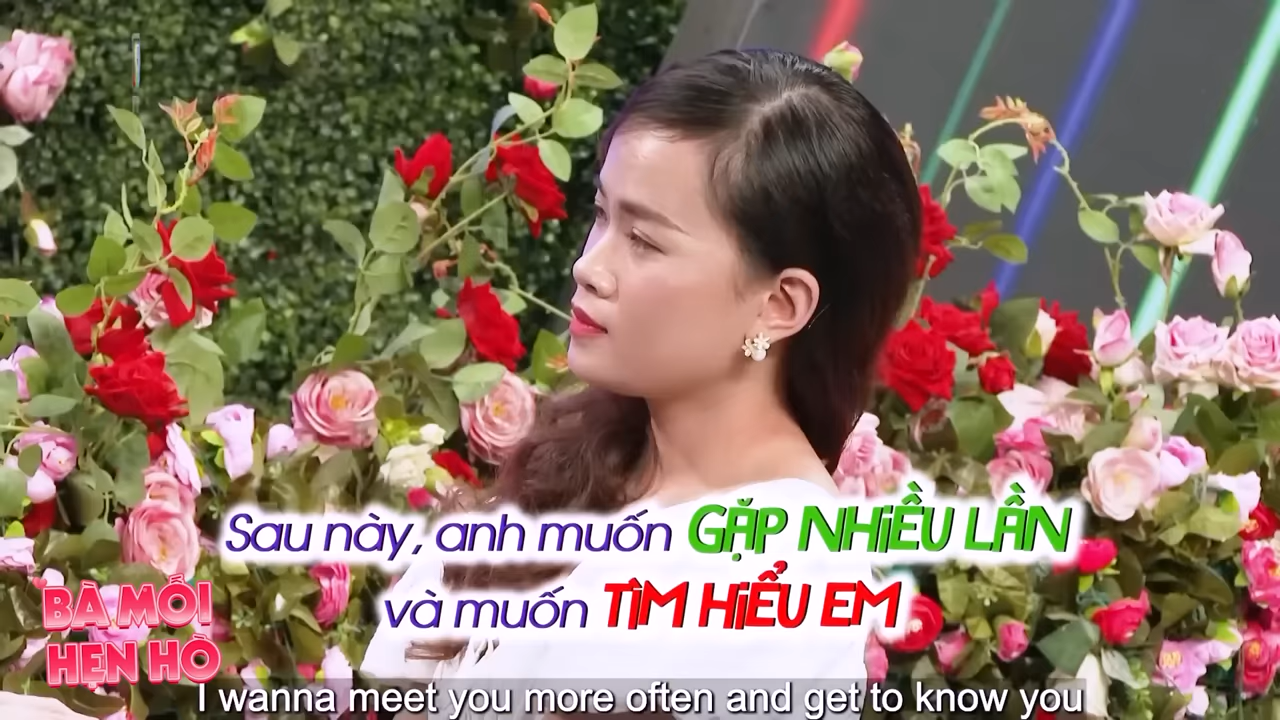 Sau này, anh muốn GẶP NHiỀU LẦN
và muốn TÌM HiỂU EM
BÀ MỐI
HẸN HÒ
I wanna meet you more often and get to know you